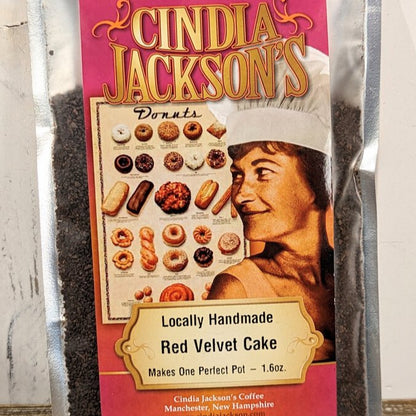 CINDIA
JACKSON'S
Donuts
Locally Handmade
Red Velvet Cake
Makes One Perfect Pot – 1.6oz.
Cindia Jackson's Coffee
Manchester, New Hampshire